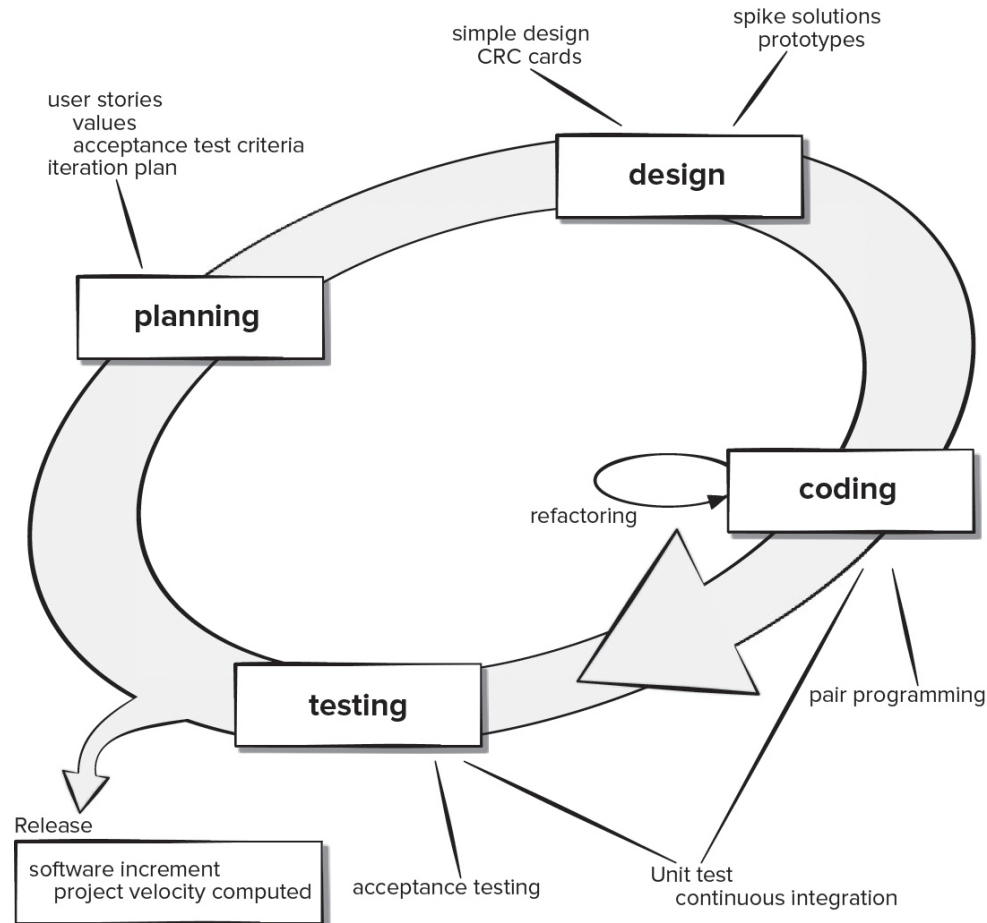 simple design
CRC cards
spike solutions
prototypes
user stories
values
acceptance test criteria
iteration plan
design
planning
coding
refactoring
testing
pair programming
Release
software increment
project velocity computed
acceptance testing
Unit test
continuous integration